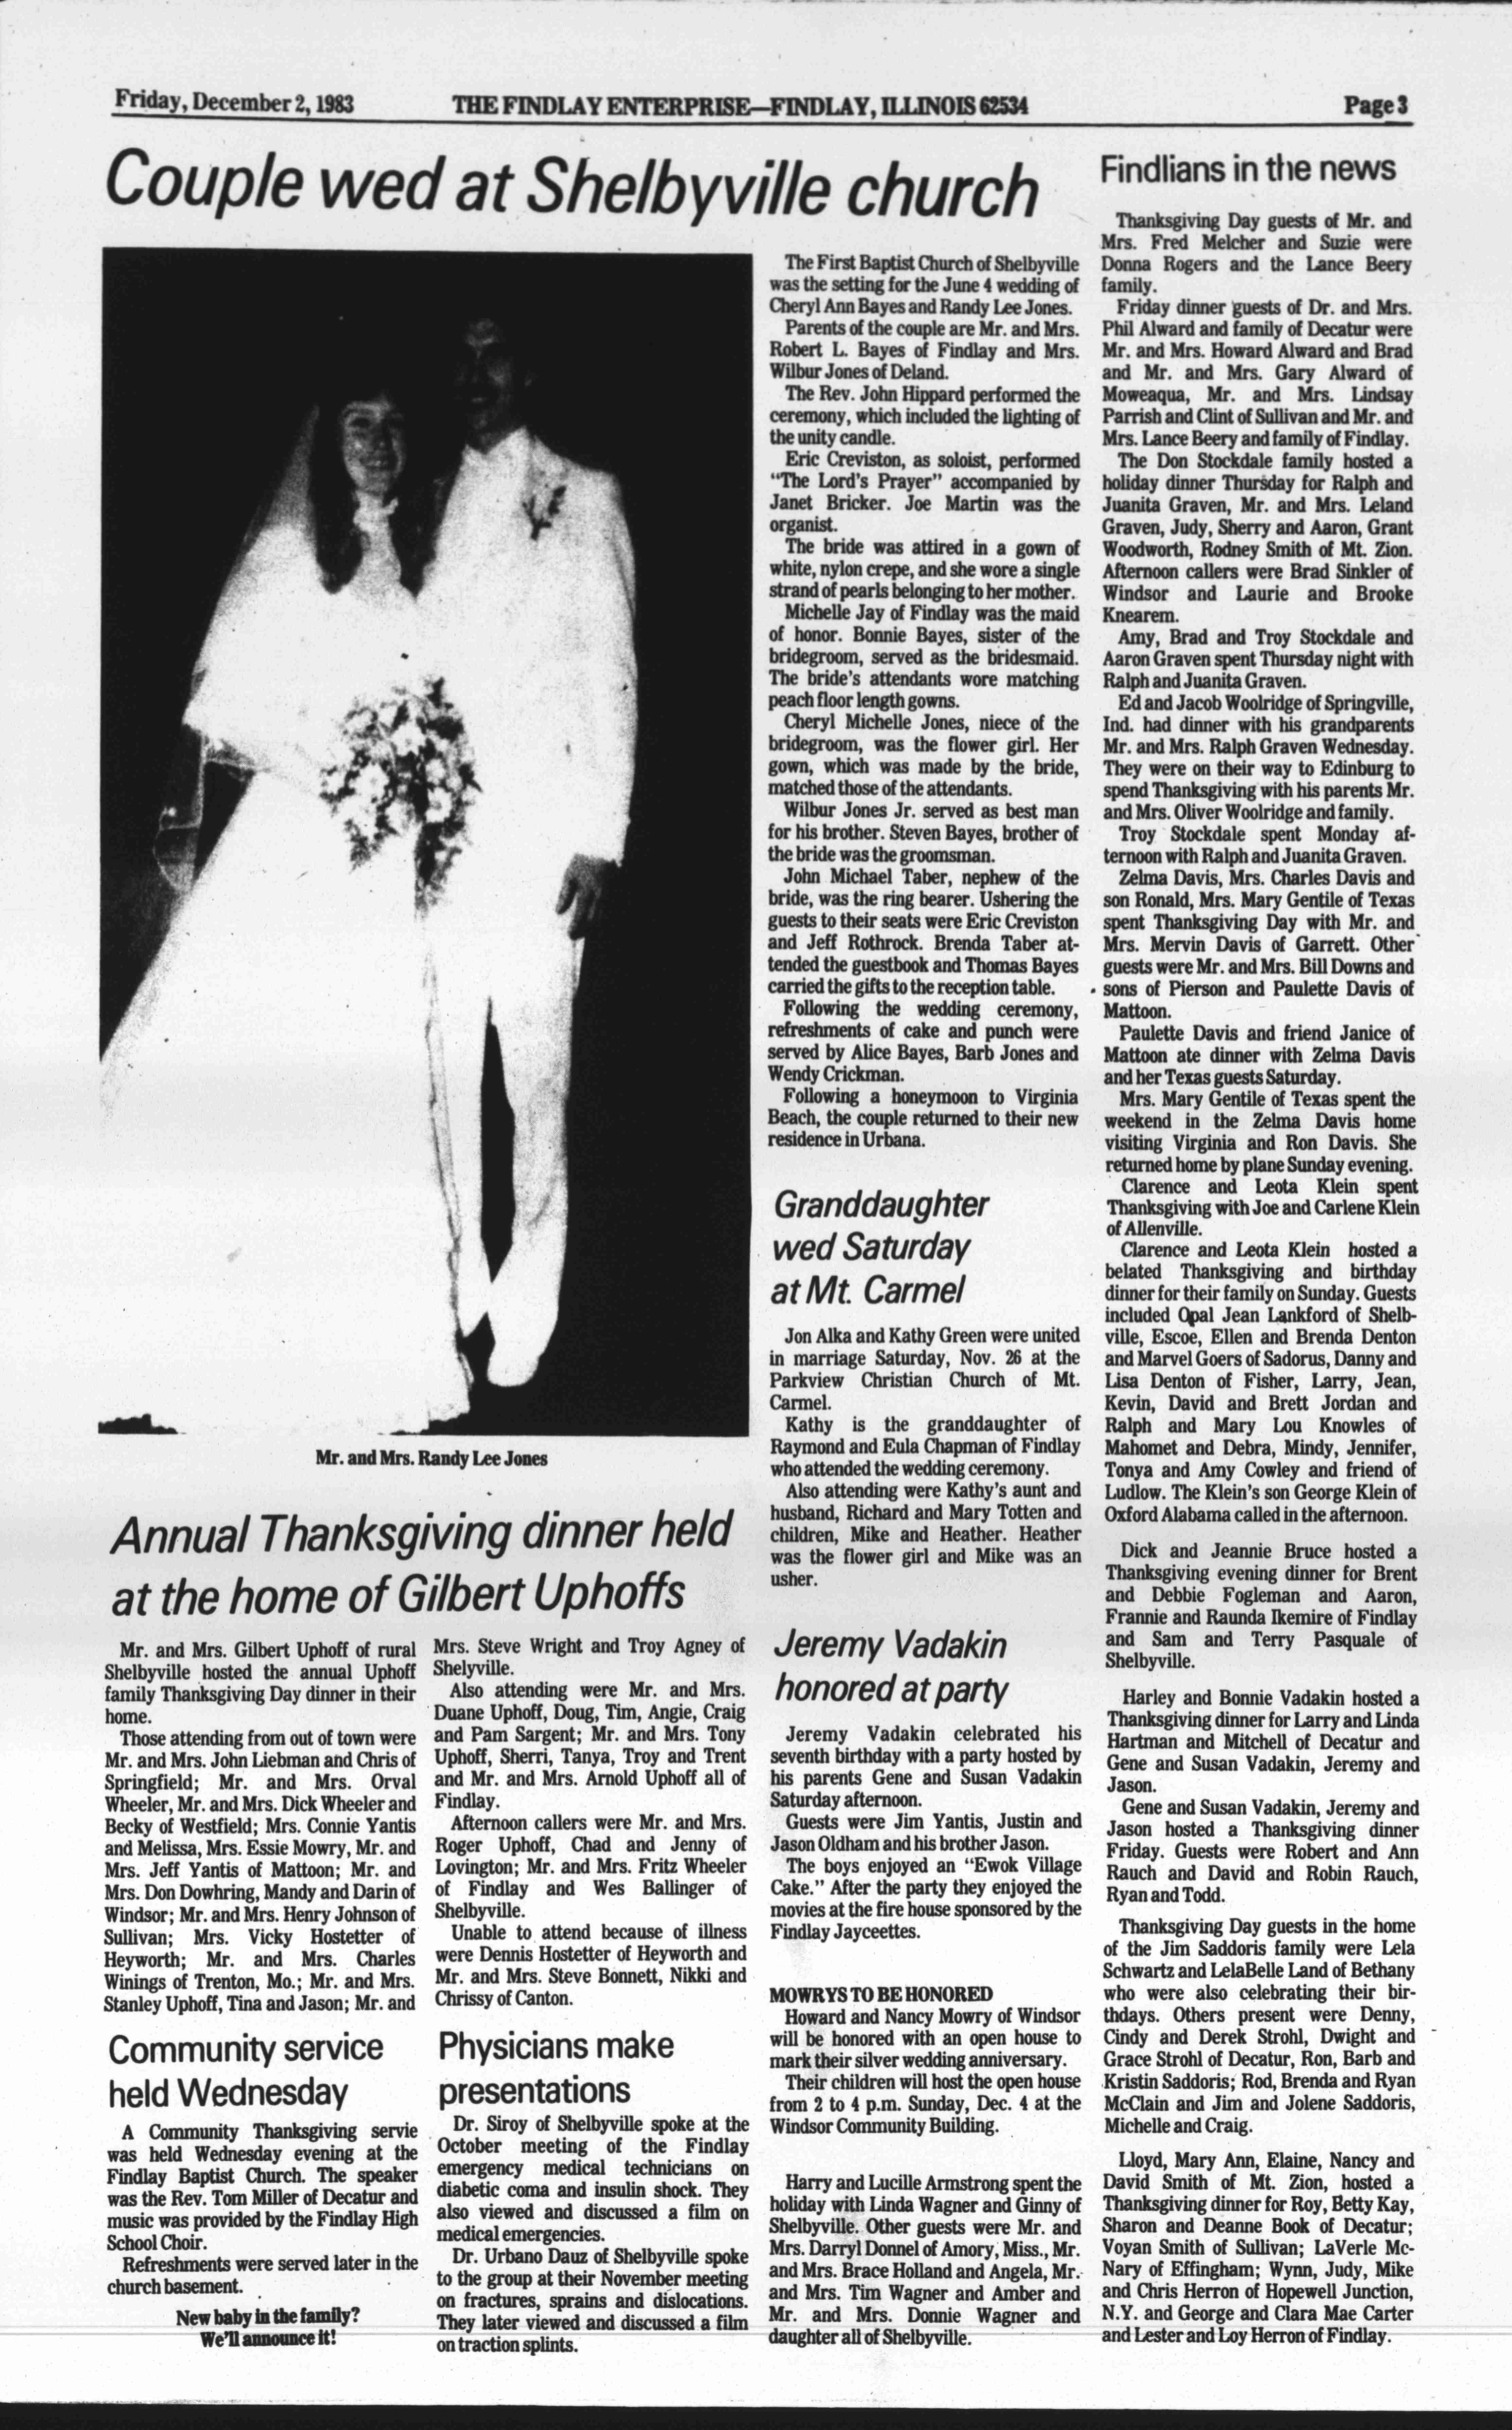 Friday, December 2, 1983
THE FINDLAY ENTERPRISE—FINDLAY, ILLINOIS 62534
Page 3
Couple wed at Shelbyville church
Mr. and Mrs. Randy Lee Jones
The First Baptist Church of Shelbyville
was the setting for the June 4 wedding of
Cheryl Ann Bayes and Randy Lee Jones.
Parents of the couple are Mr. and Mrs.
Robert L. Bayes of Findlay and Mrs.
Wilbur Jones of Deland.
The Rev. John Hippard performed the
ceremony, which included the lighting of
the unity candle.
Eric Creviston, as soloist, performed
"The Lord's Prayer" accompanied by
Janet Bricker. Joe Martin was the
organist.
The bride was attired in a gown of
white, nylon crepe, and she wore a single
strand of pearls belonging to her mother.
Michelle Jay of Findlay was the maid
of honor. Bonnie Bayes, sister of the
bridegroom, served as the bridesmaid.
The bride's attendants wore matching
peach floor length gowns.
Cheryl Michelle Jones, niece of the
bridegroom, was the flower girl. Her
gown, which was made by the bride,
matched those of the attendants.
Wilbur Jones Jr. served as best man
for his brother. Steven Bayes, brother of
the bride was the groomsman.
John Michael Taber, nephew of the
bride, was the ring bearer. Ushering the
guests to their seats were Eric Creviston
and Jeff Rothrock. Brenda Taber at-
tended the guestbook and Thomas Bayes
carried the gifts to the reception table.
Following the wedding ceremony,
refreshments of cake and punch were
served by Alice Bayes, Barb Jones and
Wendy Crickman.
Following a honeymoon to Virginia
Beach, the couple returned to their new
residence in Urbana.
Annual Thanksgiving dinner held
at the home of Gilbert Uphoffs
Mr. and Mrs. Gilbert Uphoff of rural
Shelbyville hosted the annual Uphoff
family Thanksgiving Day dinner in their
home.
Those attending from out of town were
Mr. and Mrs. John Liebman and Chris of
Springfield; Mr. and Mrs. Orval
Wheeler, Mr. and Mrs. Dick Wheeler and
Becky of Westfield; Mrs. Connie Yantis
and Melissa, Mrs. Essie Mowry, Mr. and
Mrs. Jeff Yantis of Mattoon; Mr. and
Mrs. Don Dowhring, Mandy and Darin of
Windsor; Mr. and Mrs. Henry Johnson of
Sullivan; Mrs. Vicky Hostetter of
Heyworth; Mr. and Mrs. Charles
Winings of Trenton, Mo.; Mr. and Mrs.
Stanley Uphoff, Tina and Jason; Mr. and
Mrs. Steve Wright and Troy Agney of
Shelyville.
Also attending were Mr. and Mrs.
Duane Uphoff, Doug, Tim, Angie, Craig
and Pam Sargent; Mr. and Mrs. Tony
Uphoff, Sherri, Tanya, Troy and Trent
and Mr. and Mrs. Arnold Uphoff all of
Findlay.
Afternoon callers were Mr. and Mrs.
Roger Uphoff, Chad and Jenny of
Lovington; Mr. and Mrs. Fritz Wheeler
of Findlay and Wes Ballinger of
Shelbyville.
Unable to attend because of illness
were Dennis Hostetter of Heyworth and
Mr. and Mrs. Steve Bonnett, Nikki and
Chrissy of Canton.
Community service
held Wednesday
A Community Thanksgiving servie
was held Wednesday evening at the
Findlay Baptist Church. The speaker
was the Rev. Tom Miller of Decatur and
music was provided by the Findlay High
School Choir.
Refreshments were served later in the
church basement.
New baby in the family?
We'll announce it!
Physicians make
presentations
Dr. Siroy of Shelbyville spoke at the
October meeting of the Findlay
emergency medical technicians on
diabetic coma and insulin shock. They
also viewed and discussed a film on
medical emergencies.
Dr. Urbano Dauz of Shelbyville spoke
to the group at their November meeting
on fractures, sprains and dislocations.
They later viewed and discussed a film
on traction splints.
Granddaughter
wed Saturday
at Mt. Carmel
Jon Alka and Kathy Green were united
in marriage Saturday, Nov. 26 at the
Parkview Christian Church of Mt.
Carmel.
Kathy is the granddaughter of
Raymond and Eula Chapman of Findlay
who attended the wedding ceremony.
Also attending were Kathy's aunt and
husband, Richard and Mary Totten and
children, Mike and Heather. Heather
was the flower girl and Mike was an
usher.
Jeremy Vadakin
honored at party
Jeremy Vadakin celebrated his
seventh birthday with a party hosted by
his parents Gene and Susan Vadakin
Saturday afternoon.
Guests were Jim Yantis, Justin and
Jason Oldham and his brother Jason.
The boys enjoyed an "Ewok Village
Cake." After the party they enjoyed the
movies at the fire house sponsored by the
Findlay Jayceettes.
MOWRYS TO BE HONORED
Howard and Nancy Mowry of Windsor
will be honored with an open house to
mark their silver wedding anniversary.
Their children will host the open house
from 2 to 4 p.m. Sunday, Dec. 4 at the
Windsor Community Building.
Harry and Lucille Armstrong spent the
holiday with Linda Wagner and Ginny of
Shelbyville. Other guests were Mr. and
Mrs. Darryl Donnel of Amory, Miss., Mr.
and Mrs. Brace Holland and Angela, Mr.
and Mrs. Tim Wagner and Amber and
Mr. and Mrs. Donnie Wagner and
daughter all of Shelbyville.
Findlians in the news
Thanksgiving Day guests of Mr. and
Mrs. Fred Melcher and Suzie were
Donna Rogers and the Lance Beery
family.
Friday dinner guests of Dr. and Mrs.
Phil Alward and family of Decatur were
Mr. and Mrs. Howard Alward and Brad
and Mr. and Mrs. Gary Alward of
Moweaqua, Mr. and Mrs. Lindsay
Parrish and Clint of Sullivan and Mr. and
Mrs. Lance Beery and family of Findlay.
The Don Stockdale family hosted a
holiday dinner Thursday for Ralph and
Juanita Graven, Mr. and Mrs. Leland
Graven, Judy, Sherry and Aaron, Grant
Woodworth, Rodney Smith of Mt. Zion.
Afternoon callers were Brad Sinkler of
Windsor and Laurie and Brooke
Knearem.
Amy, Brad and Troy Stockdale and
Aaron Graven spent Thursday night with
Ralph and Juanita Graven.
Ed and Jacob Woolridge of Springville,
Ind. had dinner with his grandparents
Mr. and Mrs. Ralph Graven Wednesday.
They were on their way to Edinburg to
spend Thanksgiving with his parents Mr.
and Mrs. Oliver Woolridge and family.
Troy Stockdale spent Monday af-
ternoon with Ralph and Juanita Graven.
Zelma Davis, Mrs. Charles Davis and
son Ronald, Mrs. Mary Gentile of Texas
spent Thanksgiving Day with Mr. and
Mrs. Mervin Davis of Garrett. Other
guests were Mr. and Mrs. Bill Downs and
sons of Pierson and Paulette Davis of
Mattoon.
Paulette Davis and friend Janice of
Mattoon ate dinner with Zelma Davis
and her Texas guests Saturday.
Mrs. Mary Gentile of Texas spent the
weekend in the Zelma Davis home
visiting Virginia and Ron Davis. She
returned home by plane Sunday evening.
Clarence and Leota Klein spent
Thanksgiving with Joe and Carlene Klein
of Allenville.
Clarence and Leota Klein hosted a
belated Thanksgiving and birthday
dinner for their family on Sunday. Guests
included Opal Jean Lankford of Shelb-
ville, Escoe, Ellen and Brenda Denton
and Marvel Goers of Sadorus, Danny and
Lisa Denton of Fisher, Larry, Jean,
Kevin, David and Brett Jordan and
Ralph and Mary Lou Knowles of
Mahomet and Debra, Mindy, Jennifer,
Tonya and Amy Cowley and friend of
Ludlow. The Klein's son George Klein of
Oxford Alabama called in the afternoon.
Dick and Jeannie Bruce hosted a
Thanksgiving evening dinner for Brent
and Debbie Fogleman and Aaron,
Frannie and Raunda Ikemire of Findlay
and Sam and Terry Pasquale of
Shelbyville.
Harley and Bonnie Vadakin hosted a
Thanksgiving dinner for Larry and Linda
Hartman and Mitchell of Decatur and
Gene and Susan Vadakin, Jeremy and
Jason.
Gene and Susan Vadakin, Jeremy and
Jason hosted a Thanksgiving dinner
Friday. Guests were Robert and Ann
Rauch and David and Robin Rauch,
Ryan and Todd.
Thanksgiving Day guests in the home
of the Jim Saddoris family were Lela
Schwartz and LelaBelle Land of Bethany
who were also celebrating their bir-
thdays. Others present were Denny,
Cindy and Derek Strohl, Dwight and
Grace Strohl of Decatur, Ron, Barb and
Kristin Saddoris; Rod, Brenda and Ryan
McClain and Jim and Jolene Saddoris,
Michelle and Craig.
Lloyd, Mary Ann, Elaine, Nancy and
David Smith of Mt. Zion, hosted a
Thanksgiving dinner for Roy, Betty Kay,
Sharon and Deanne Book of Decatur;
Voyan Smith of Sullivan; LaVerle Mc-
Nary of Effingham; Wynn, Judy, Mike
and Chris Herron of Hopewell Junction,
N.Y. and George and Clara Mae Carter
and Lester and Loy Herron of Findlay.